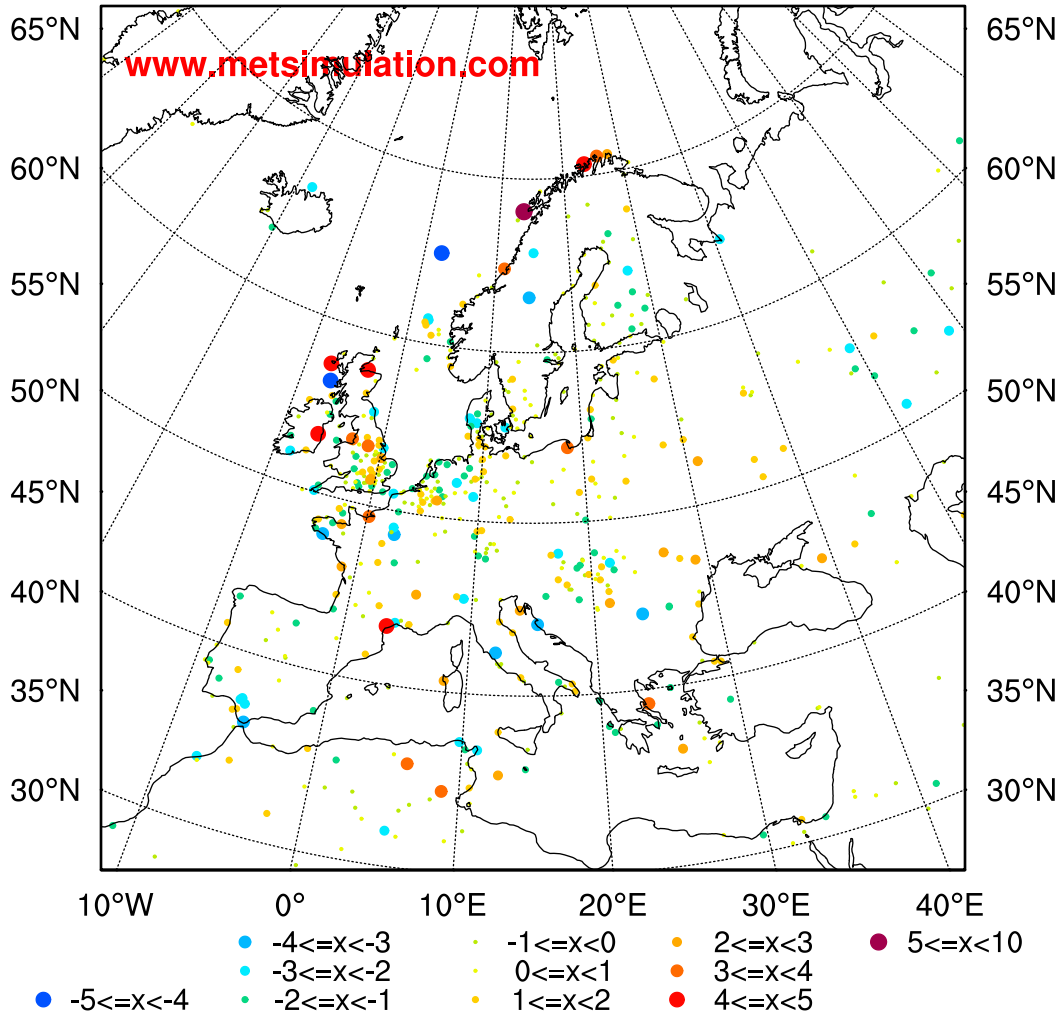 65°N 65°N
www.metsimulation.com
60°N 60°N
55°N 55°N
50°N 50°N
45°N 45°N
40°N 40°N
35°N 35°N
30°N 30°N
10°W 0° 10°E 20°E 30°E 40°E
-4<=x<-3 -1<=x<0 2<=x<3 5<=x<10
-3<=x<-2 0<=x<1 3<=x<4
-5<=x<-4 -2<=x<-1 1<=x<2 4<=x<5